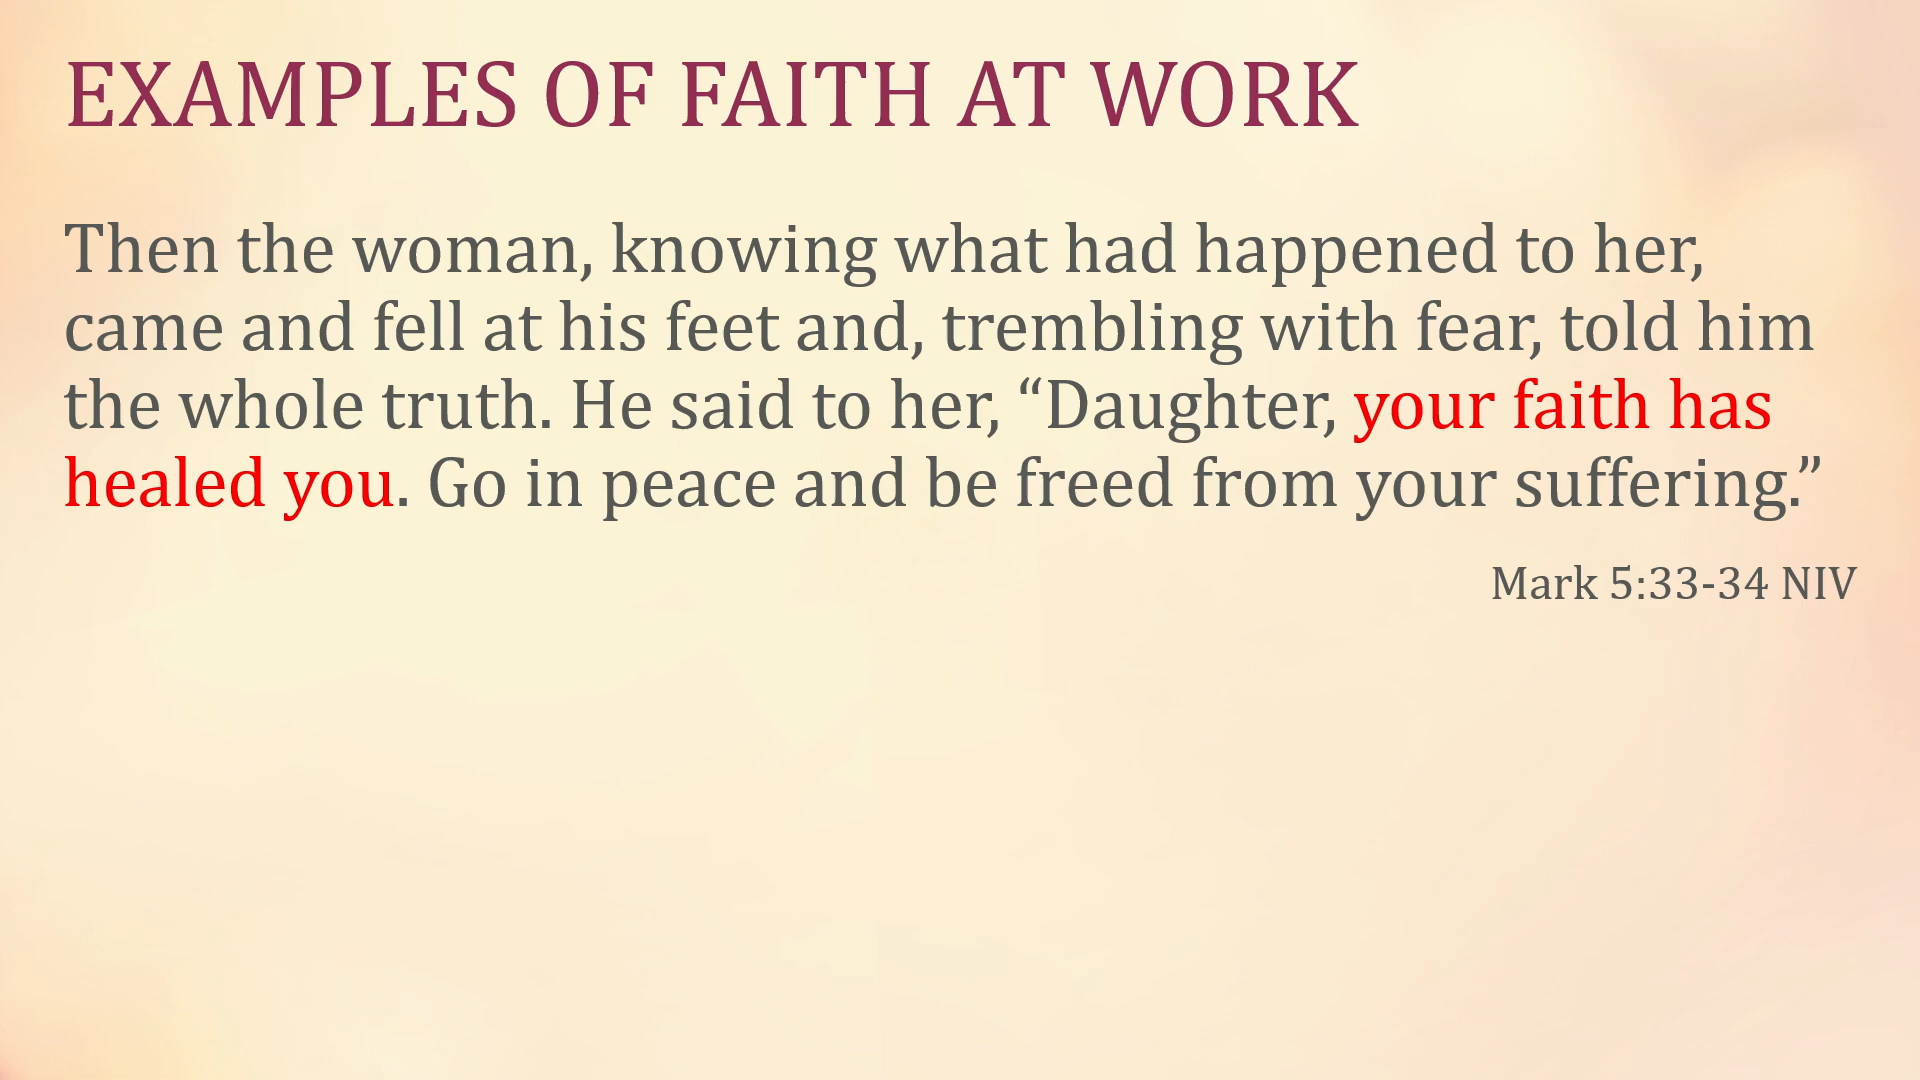 EXAMPLES OF FAITH AT WORK
Then the woman, knowing what had happened to her,
came and fell at his feet and, trembling with fear, told him
the whole truth. He said to her, “Daughter, your faith has
healed you. Go in peace and be freed from your suffering.”
Mark 5:33-34 NIV